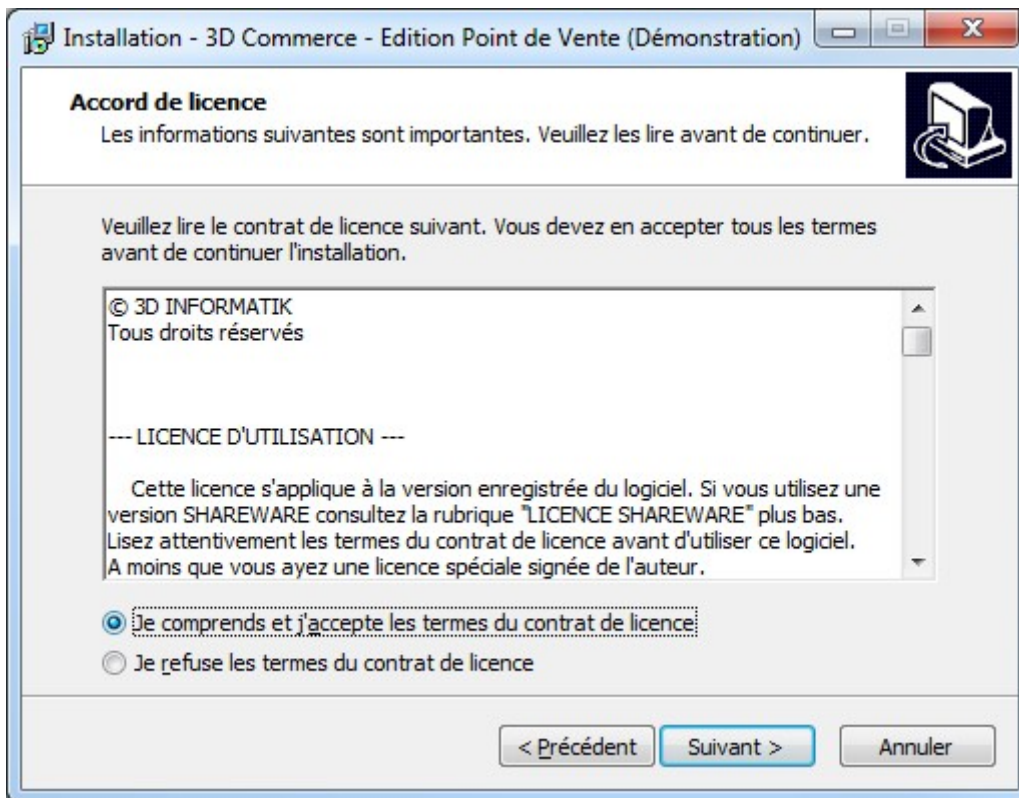 Installation - 3D Commerce - Edition Point de Vente (Démonstration)
Accord de licence
Les informations suivantes sont importantes. Veuillez les lire avant de continuer.
Veuillez lire le contrat de licence suivant. Vous devez en accepter tous les termes
avant de continuer l'installation.
© 3D INFORMATIK
Tous droits réservés
--- LICENCE D'UTILISATION ---
Cette licence s'applique à la version enregistrée du logiciel. Si vous utilisez une
version SHAREWARE consultez la rubrique "LICENCE SHAREWARE" plus bas.
Lisez attentivement les termes du contrat de licence avant d'utiliser ce logiciel.
A moins que vous ayez une licence spéciale signée de l'auteur.
Je comprends et j'accepte les termes du contrat de licence
Je refuse les termes du contrat de licence
< Précédent Suivant > Annuler